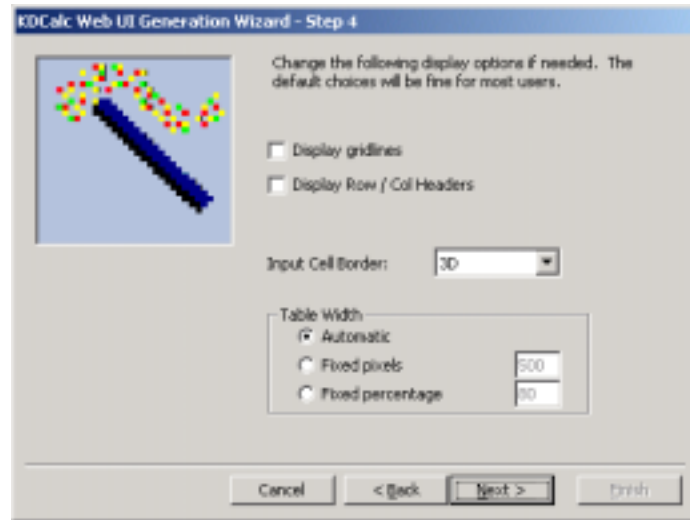 KDCalc Web UI Generation Wizard - Step 4
Change the following display options if needed. The
default choices will be fine for most users.
Display gridlines
Display Row / Col Headers
Input Cell Border:
3D
Table Width
Automatic
Fixed pixels
500
Fixed percentage
80
Cancel
< Back
Next >
Finish